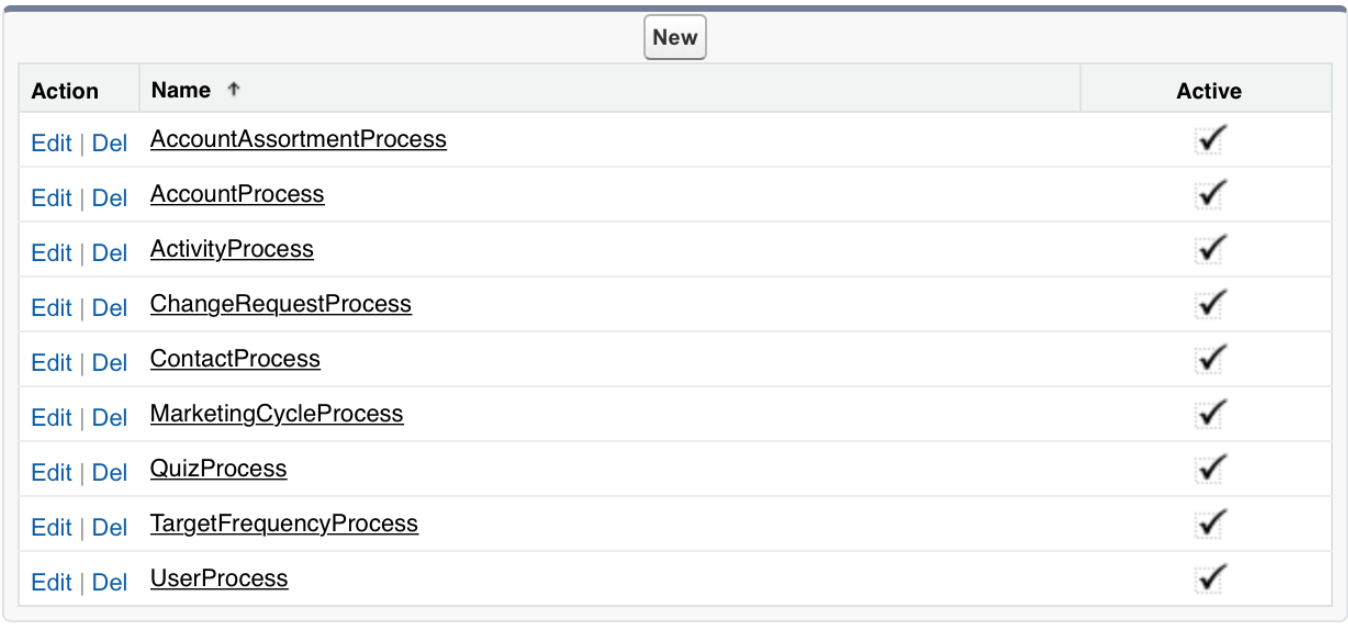 New
Action Name ↑ Active
Edit | Del AccountAssortmentProcess
Edit | Del AccountProcess
Edit | Del ActivityProcess
Edit | Del ChangeRequestProcess
Edit | Del ContactProcess
Edit | Del MarketingCycleProcess
Edit | Del QuizProcess
Edit | Del TargetFrequencyProcess
Edit | Del UserProcess